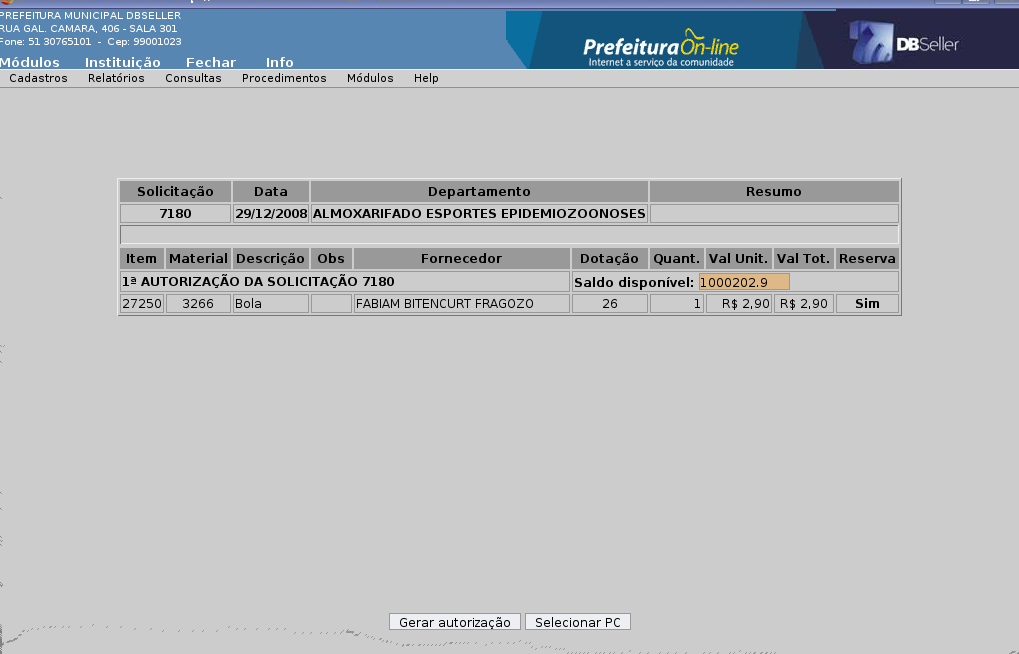 PREFEITURA MUNICIPAL DBSELLER
RUA GAL. CAMARA, 406 - SALA 301
Fone: 51 30765101 - Cep: 99001023
Prefeitura On-line
Internet a serviço da comunidade
DBSeller
Módulos Instituição Fechar Info
Cadastros Relatórios Consultas Procedimentos Módulos Help
Solicitação Data Departamento Resumo
7180 29/12/2008 ALMOXARIFADO ESPORTES EPIDEMIOZOONOSES
Item Material Descrição Obs Fornecedor Dotação Quant. Val Unit. Val Tot. Reserva
1ª AUTORIZAÇÃO DA SOLICITAÇÃO 7180 Saldo disponível: 1000202.9
27250 3266 Bola FABIAM BITENCURT FRAGOZO 26 1 R$ 2,90 R$ 2,90 Sim
Gerar autorização Selecionar PC